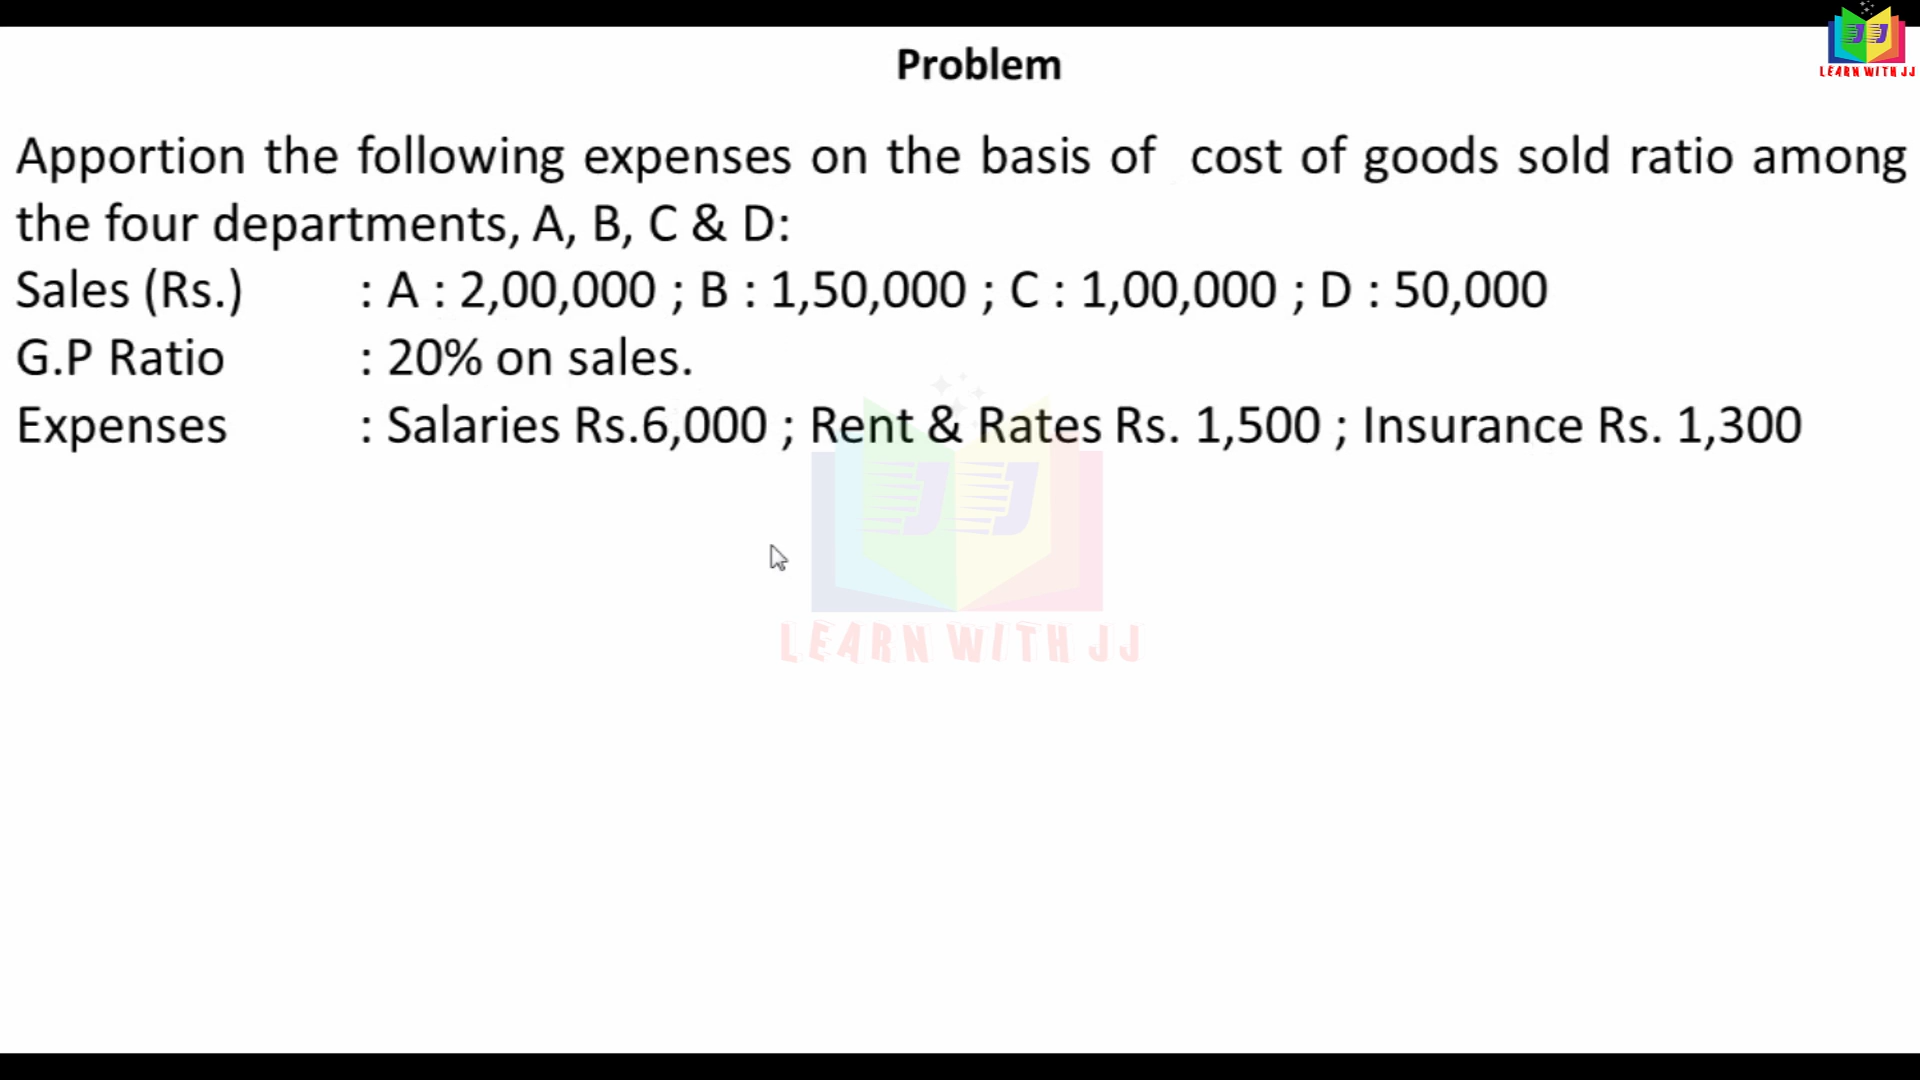 LEARN WITH JJ
Problem
Apportion the following expenses on the basis of cost of goods sold ratio among
the four departments, A, B, C & D:
Sales (Rs.) : A : 2,00,000 ; B : 1,50,000 ; C : 1,00,000 ; D : 50,000
G.P Ratio : 20% on sales.
Expenses : Salaries Rs.6,000 ; Rent & Rates Rs. 1,500 ; Insurance Rs. 1,300
JJ
LEARN WITH JJ